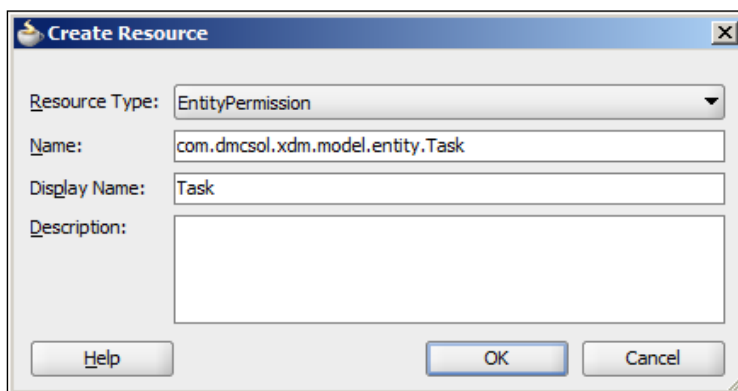 Create Resource
Resource Type: EntityPermission
Name: com.dmcsol.xdm.model.entity.Task
Display Name: Task
Description:
Help OK Cancel